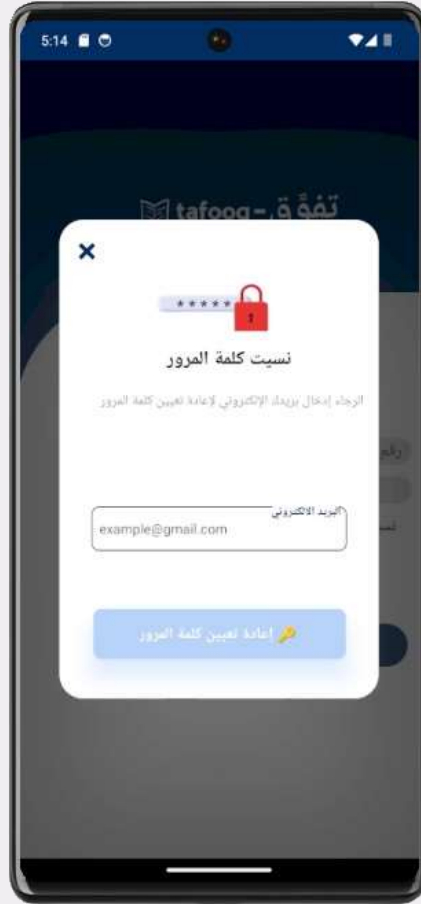 5:14
تفوَّق - tafooq
*****
نسيت كلمة المرور
الرجاء إدخال بريدك الإلكتروني لإعادة تعيين كلمة المرور
رقم
البريد الالكتروني
example@gmail.com
إعادة تعيين كلمة المرور